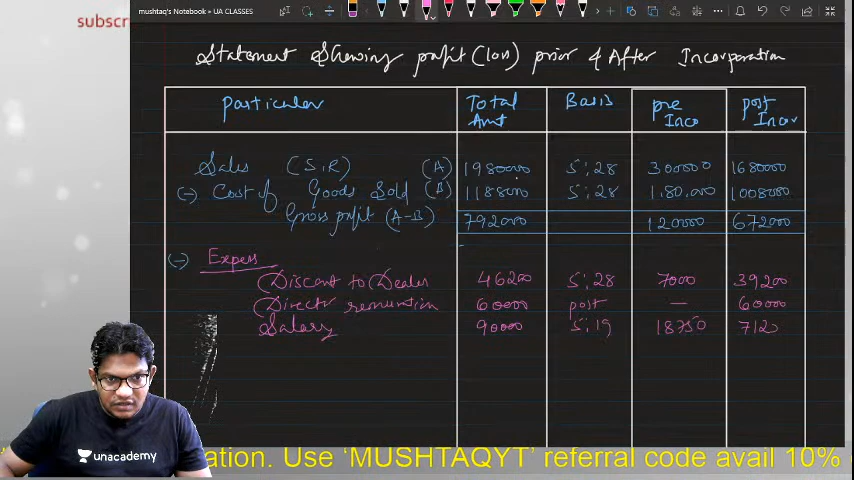 mushtaq's Notebook » UA CLASSES
subscri
Statement Showing profit (loss) prior & After Incorporation
Particular Total Amt Basis pre Inco post Incor
Sales (S.R) (A) 1980000 5:28 300000 1680000
(-) Cost of Goods Sold (B) 1188000 5:28 1,80,000 1008000
Gross profit (A-B) 792000 120000 672000
(-) Expens
Discount to Dealer 46200 5:28 7000 39200
Director remuntion 60000 post — 60000
Salary 90000 5:19 18750 712
unacademy
ation. Use ‘MUSHTAQYT’ referral code avail 10%